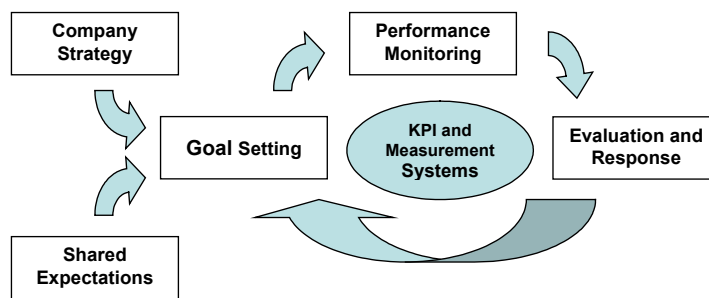 Company
Strategy
Performance
Monitoring
Goal Setting
KPI and
Measurement
Systems
Evaluation and
Response
Shared
Expectations